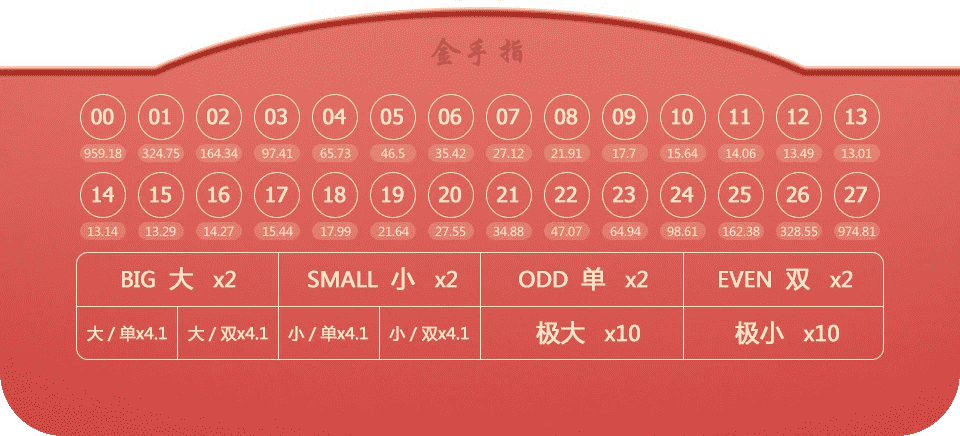 金手指
00 01 02 03 04 05 06 07 08 09 10 11 12 13
959.18 324.75 164.34 97.41 65.73 46.5 35.42 27.12 21.91 17.7 15.64 14.06 13.49 13.01
14 15 16 17 18 19 20 21 22 23 24 25 26 27
13.14 13.29 14.27 15.44 17.99 21.64 27.55 34.88 47.07 64.94 98.61 162.38 328.55 974.81
BIG 大 x2 SMALL 小 x2 ODD 单 x2 EVEN 双 x2
大 / 单x4.1 大 / 双x4.1 小 / 单x4.1 小 / 双x4.1 极大 x10 极小 x10